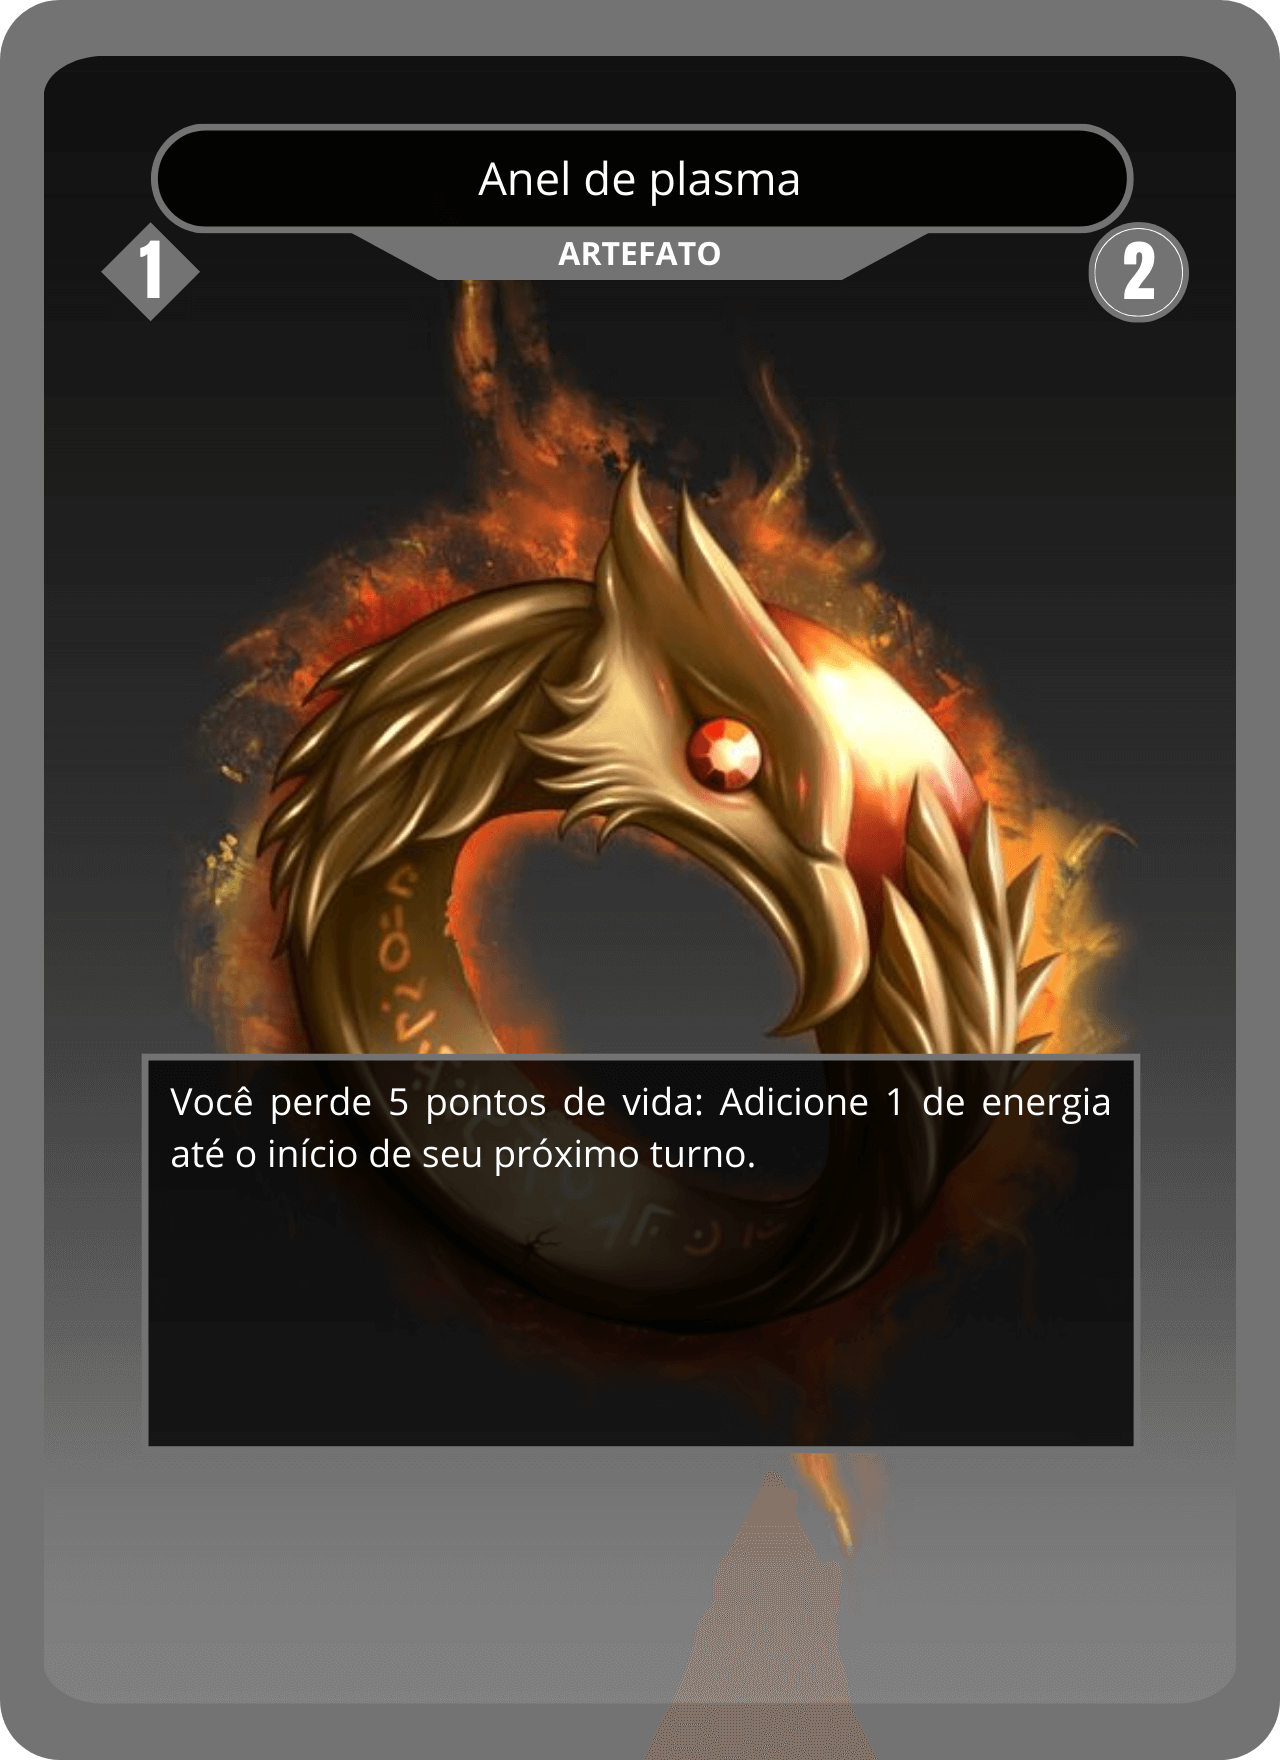 Anel de plasma
ARTEFATO
1
2
Você perde 5 pontos de vida: Adicione 1 de energia
até o início de seu próximo turno.